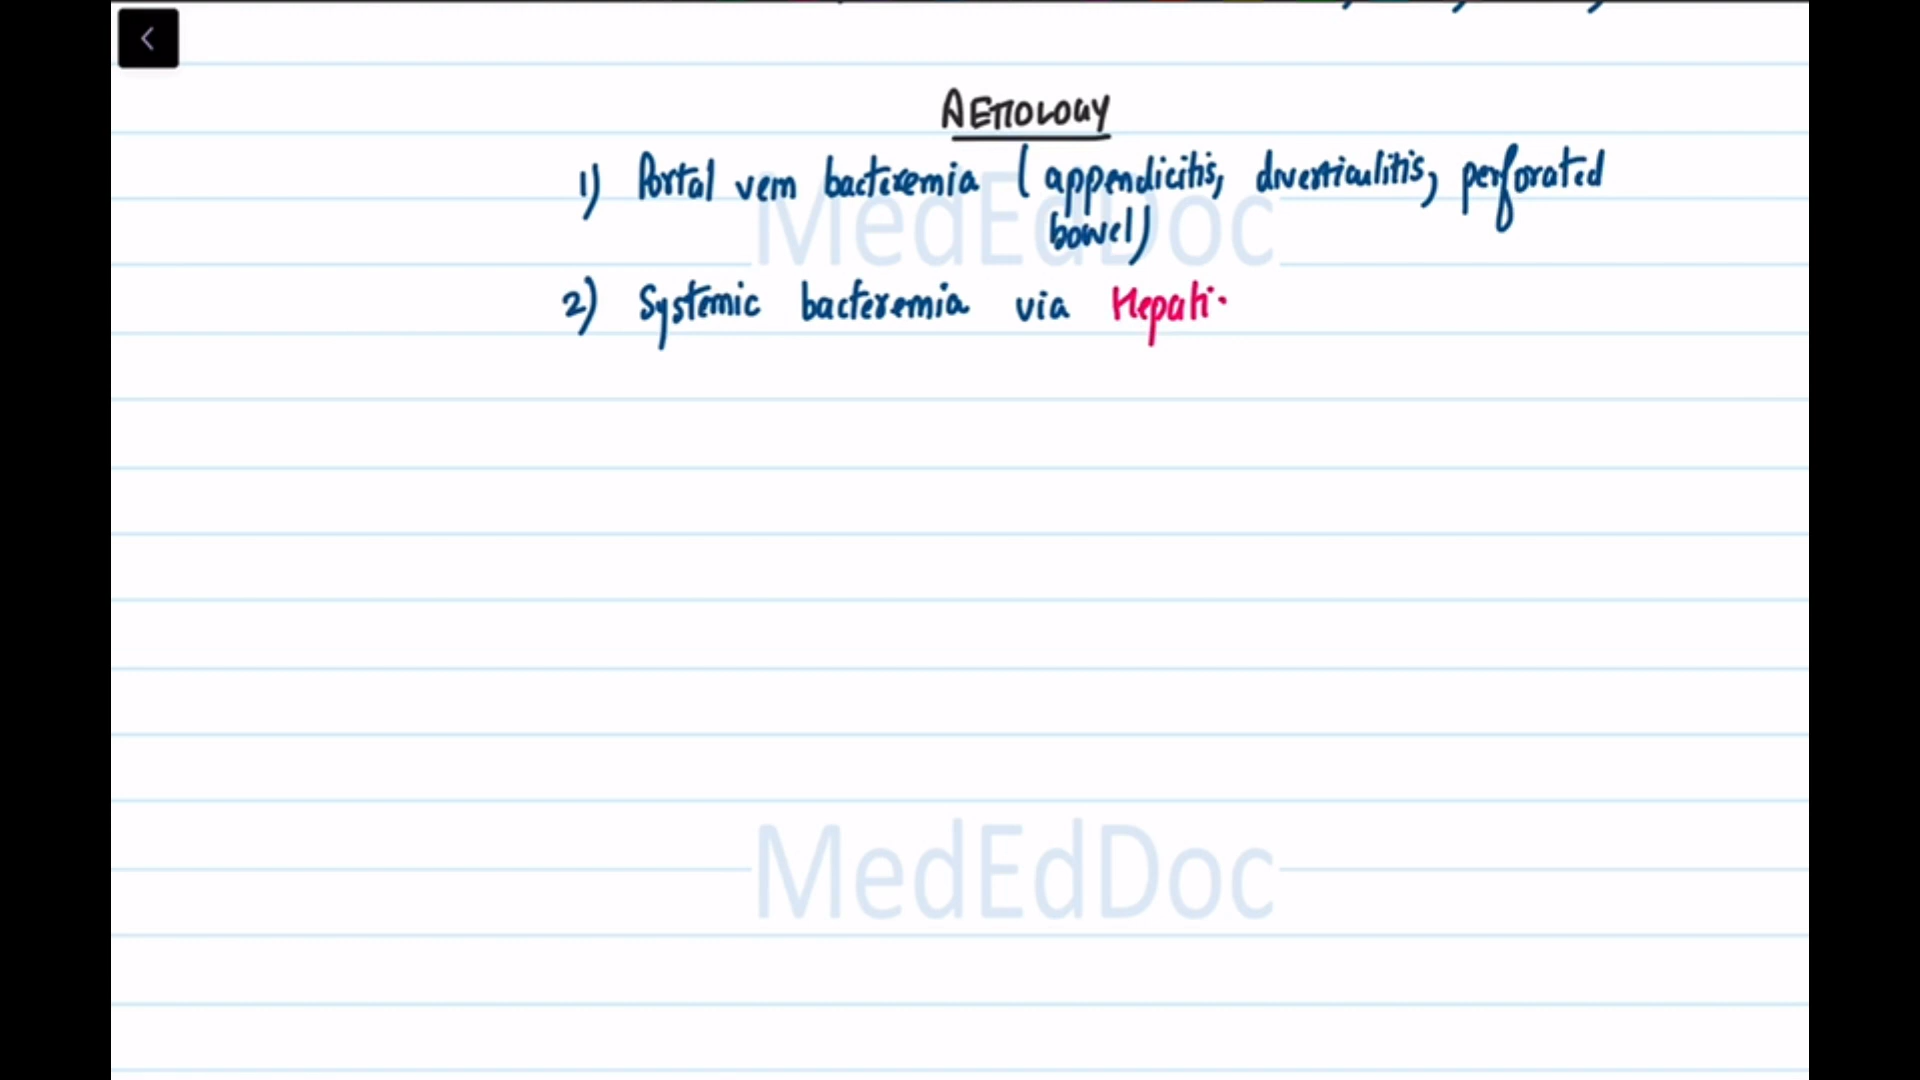 AETIOLOGY
1) Portal vein bacteremia ( appendicitis, diverticulitis, perforated
bowel)
2) Systemic bacteremia via Hepati
MedEdDoc
MedEdDoc